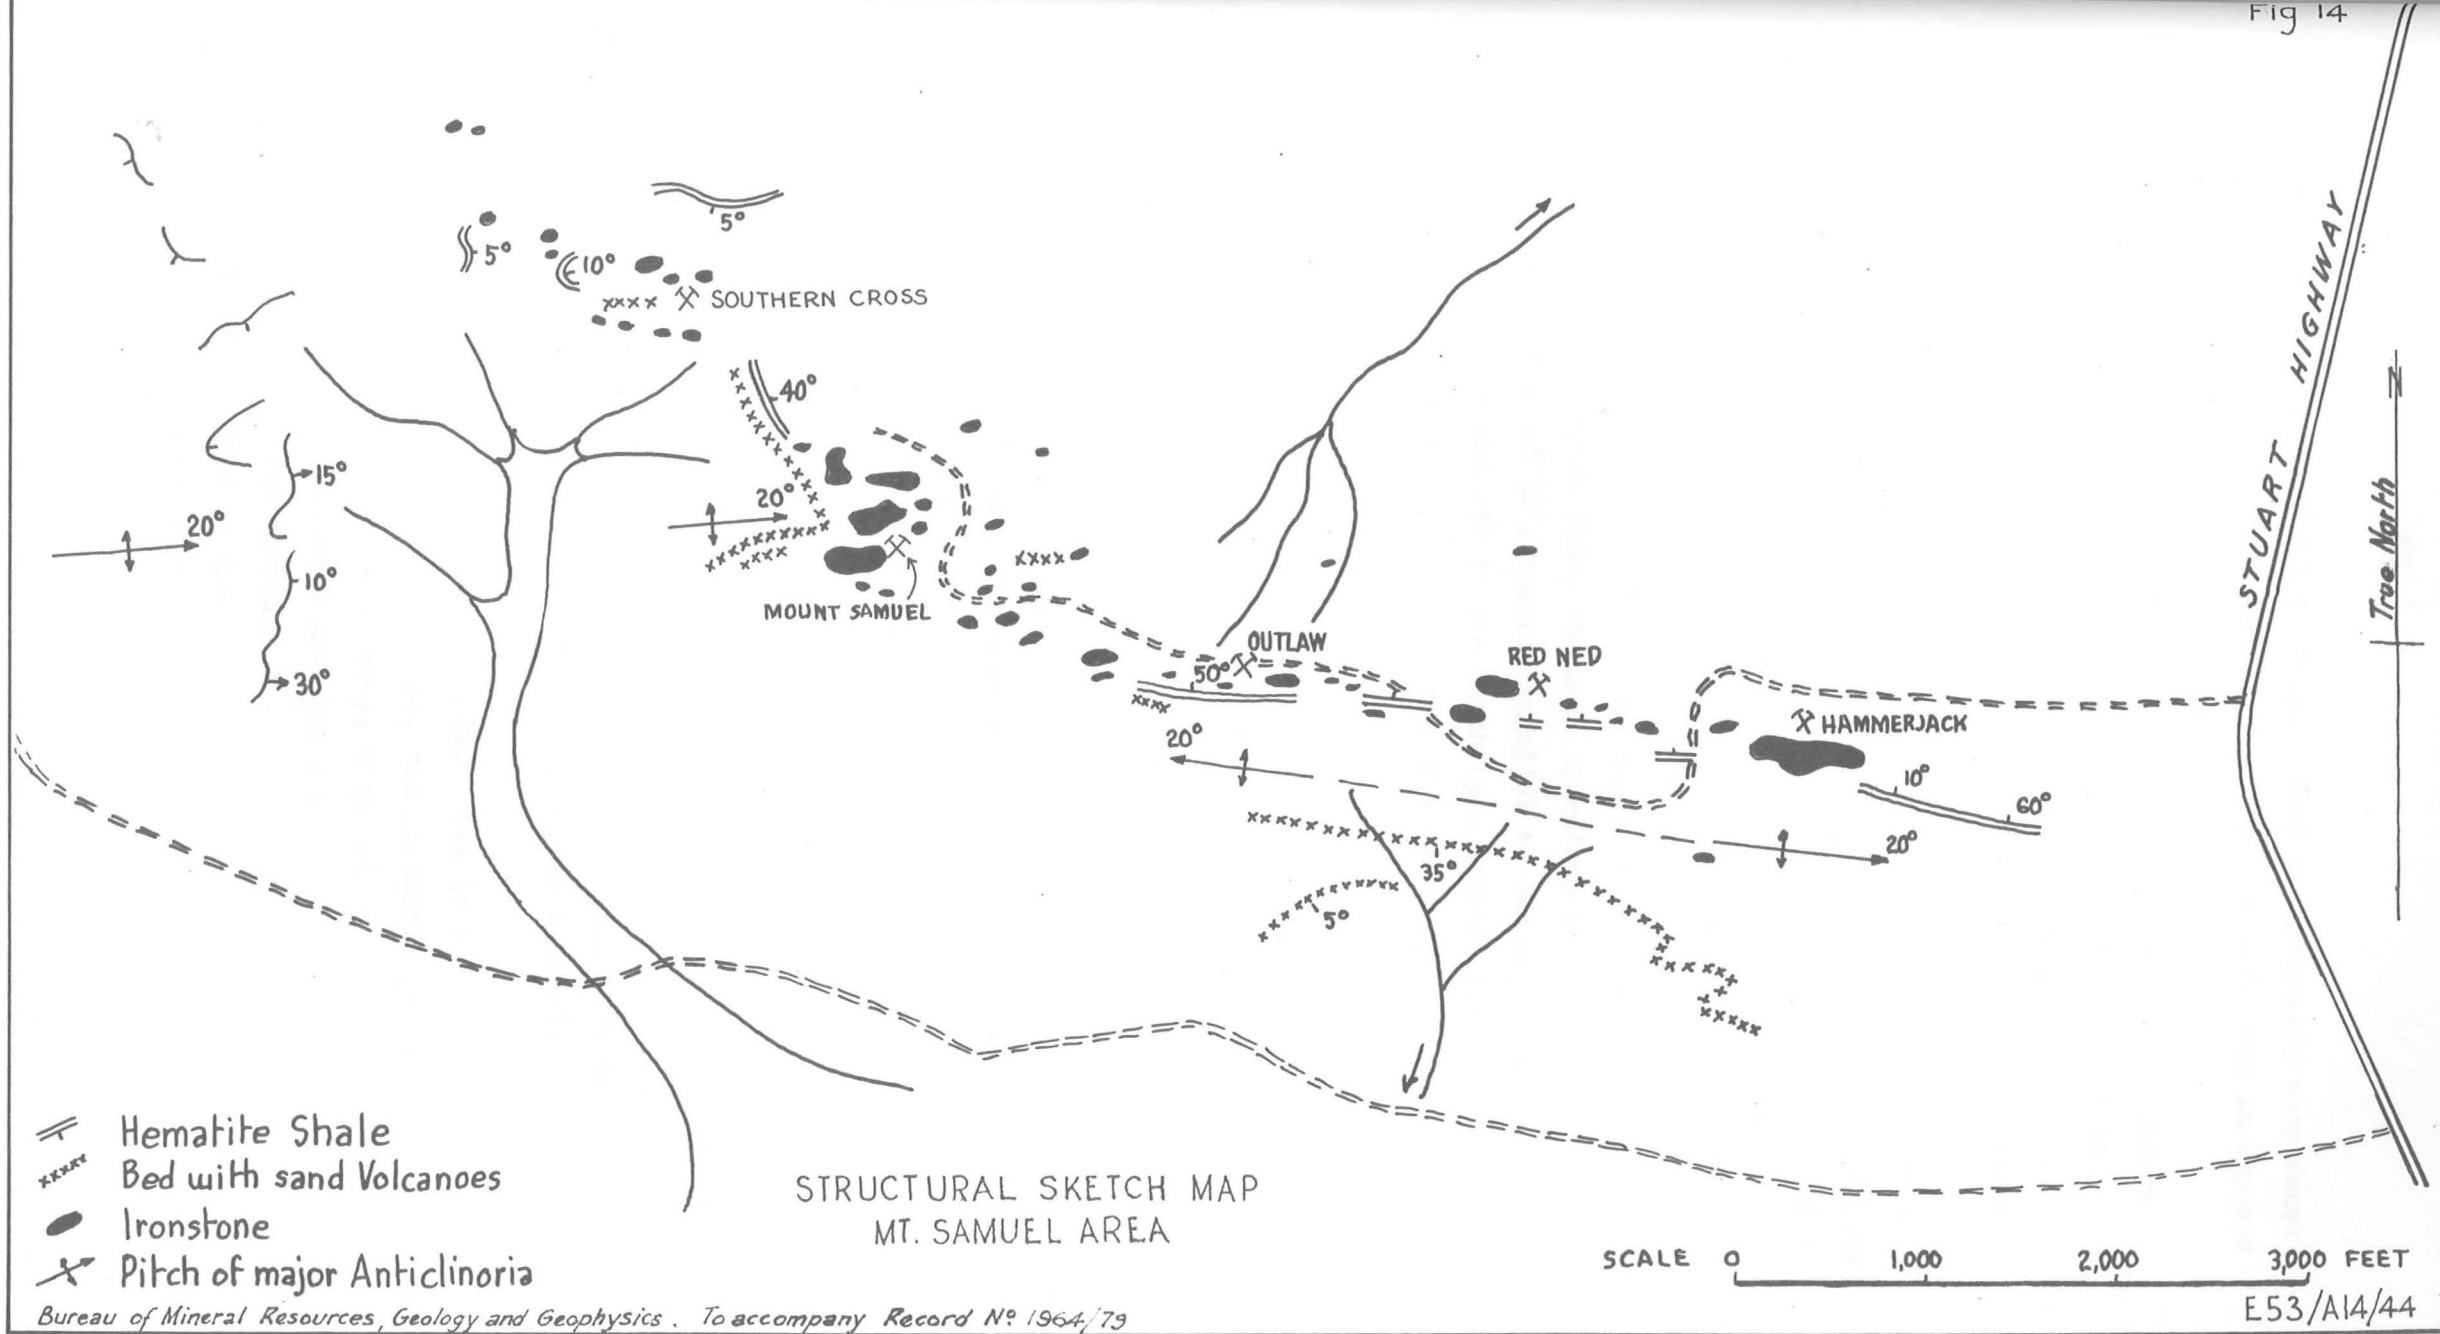 Fig 14
5°
5°
10°
xxxx SOUTHERN CROSS
40°
STUART HIGHWAY
N
True North
15°
20°
20°
10°
MOUNT SAMUEL
30°
OUTLAW
50°
RED NED
HAMMERJACK
20°
10°
60°
20°
35°
5°
Hematite Shale
Bed with sand Volcanoes
Ironstone
Pitch of major Anticlinoria
STRUCTURAL SKETCH MAP
MT. SAMUEL AREA
SCALE 0 1,000 2,000 3,000 FEET
Bureau of Mineral Resources, Geology and Geophysics. To accompany Record Nº 1964/79
E53/A14/44